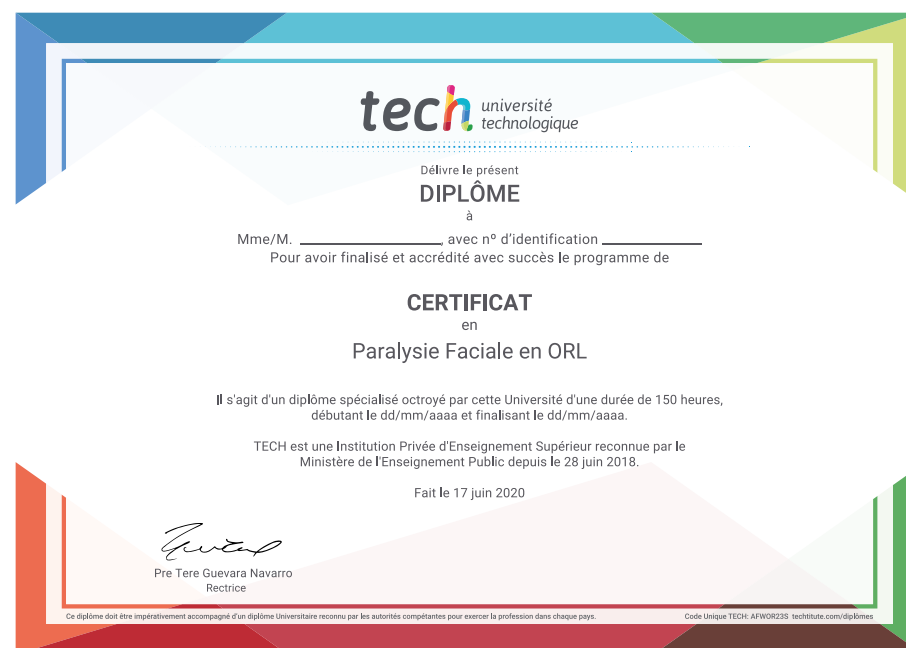 tech université
technologique
Délivre le présent
DIPLÔME
à
Mme/M. ____________________, avec nº d'identification ______________
Pour avoir finalisé et accrédité avec succès le programme de
CERTIFICAT
en
Paralysie Faciale en ORL
Il s'agit d'un diplôme spécialisé octroyé par cette Université d'une durée de 150 heures,
débutant le dd/mm/aaaa et finalisant le dd/mm/aaaa.
TECH est une Institution Privée d'Enseignement Supérieur reconnue par le
Ministère de l'Enseignement Public depuis le 28 juin 2018.
Fait le 17 juin 2020
Pre Tere Guevara Navarro
Rectrice
Ce diplôme doit être impérativement accompagné d'un diplôme Universitaire reconnu par les autorités compétantes pour exercer la profession dans chaque pays.
Code Unique TECH: AFWOR23S techtitute.com/diplômes